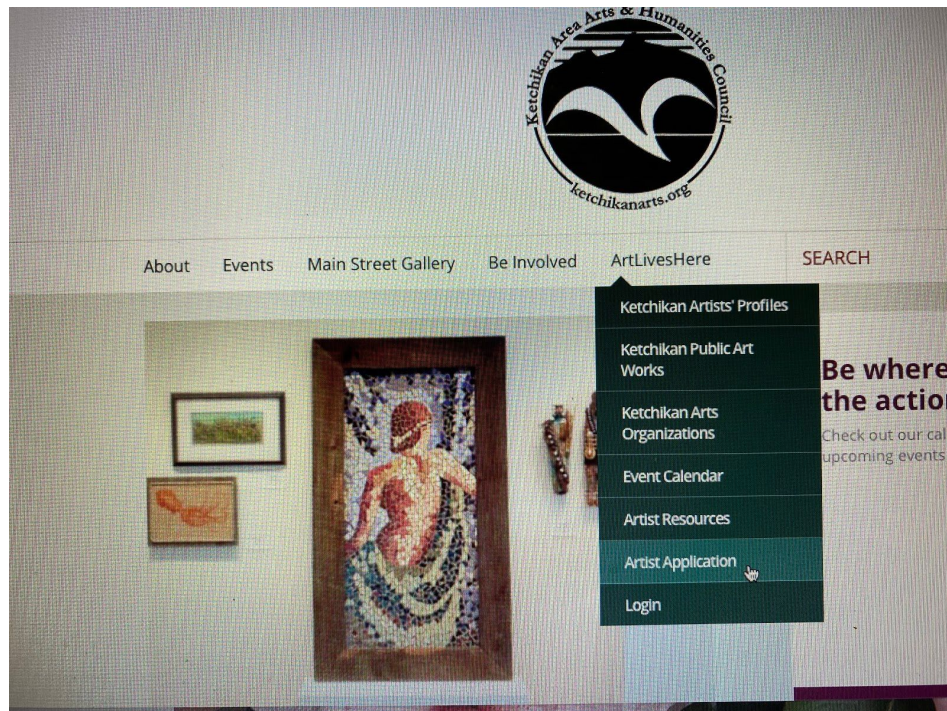 Ketchikan Area Arts & Humanities Council
ketchikanarts.org
About Events Main Street Gallery Be Involved ArtLivesHere SEARCH
Ketchikan Artists' Profiles
Ketchikan Public Art
Works
Ketchikan Arts
Organizations
Event Calendar
Artist Resources
Artist Application
Login
Be where
the action
Check out our cal
upcoming events